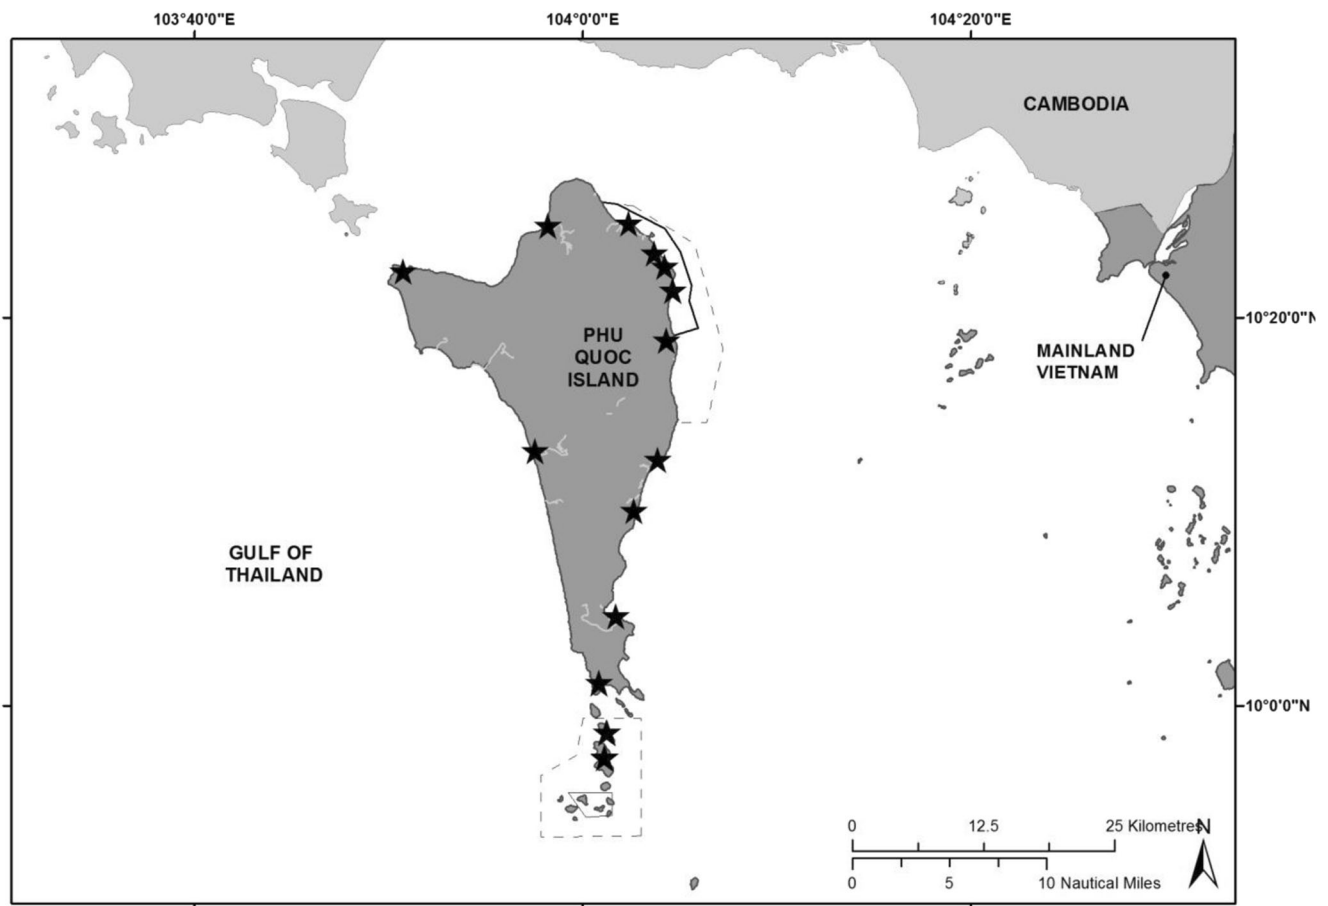 103°40'0"E
104°0'0"E
104°20'0"E
CAMBODIA
10°20'0"N
PHU
QUOC
ISLAND
MAINLAND
VIETNAM
GULF OF
THAILAND
10°0'0"N
0 12.5 25 Kilometres
N
0 5 10 Nautical Miles